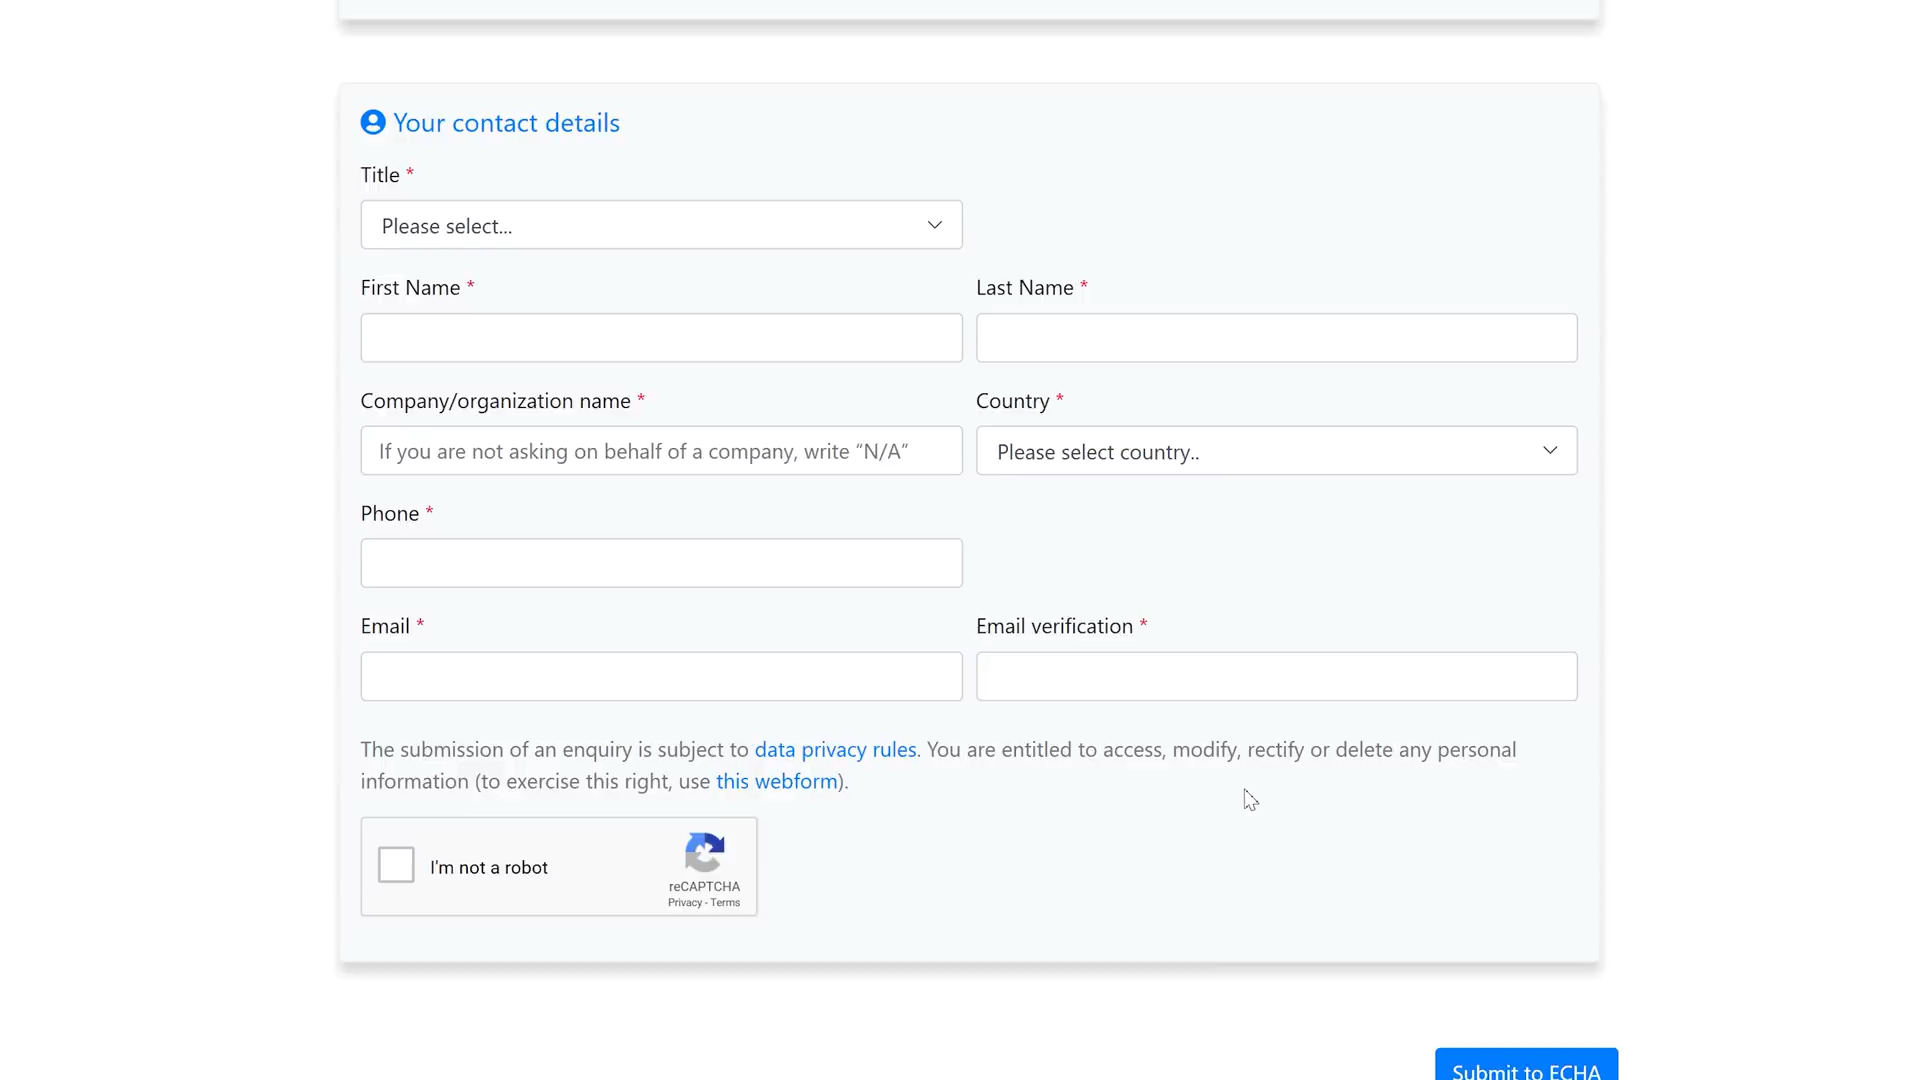 Your contact details
Title *
Please select...
First Name *
Last Name *
Company/organization name *
Country *
If you are not asking on behalf of a company, write “N/A”
Please select country..
Phone *
Email *
Email verification *
The submission of an enquiry is subject to data privacy rules. You are entitled to access, modify, rectify or delete any personal
information (to exercise this right, use this webform).
I'm not a robot
reCAPTCHA
Privacy - Terms
Submit to ECHA